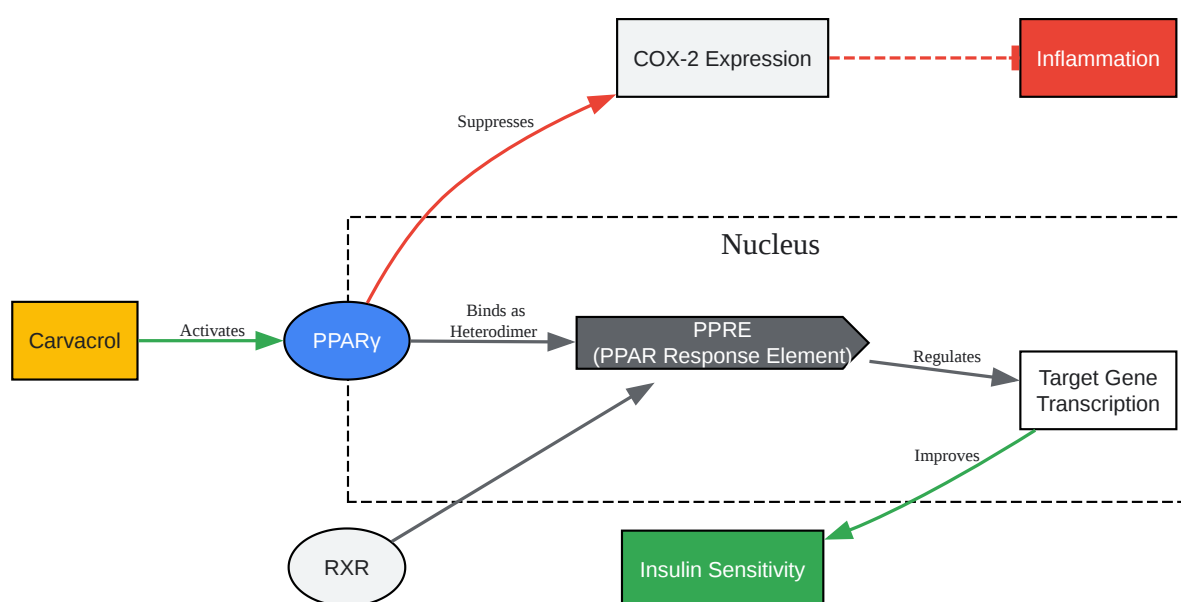 COX-2 Expression
Inflammation
Suppresses
Nucleus
Carvacrol
Activates
PPARγ
Binds as
Heterodimer
PPRE
(PPAR Response Element)
Regulates
Target Gene
Transcription
Improves
RXR
Insulin Sensitivity